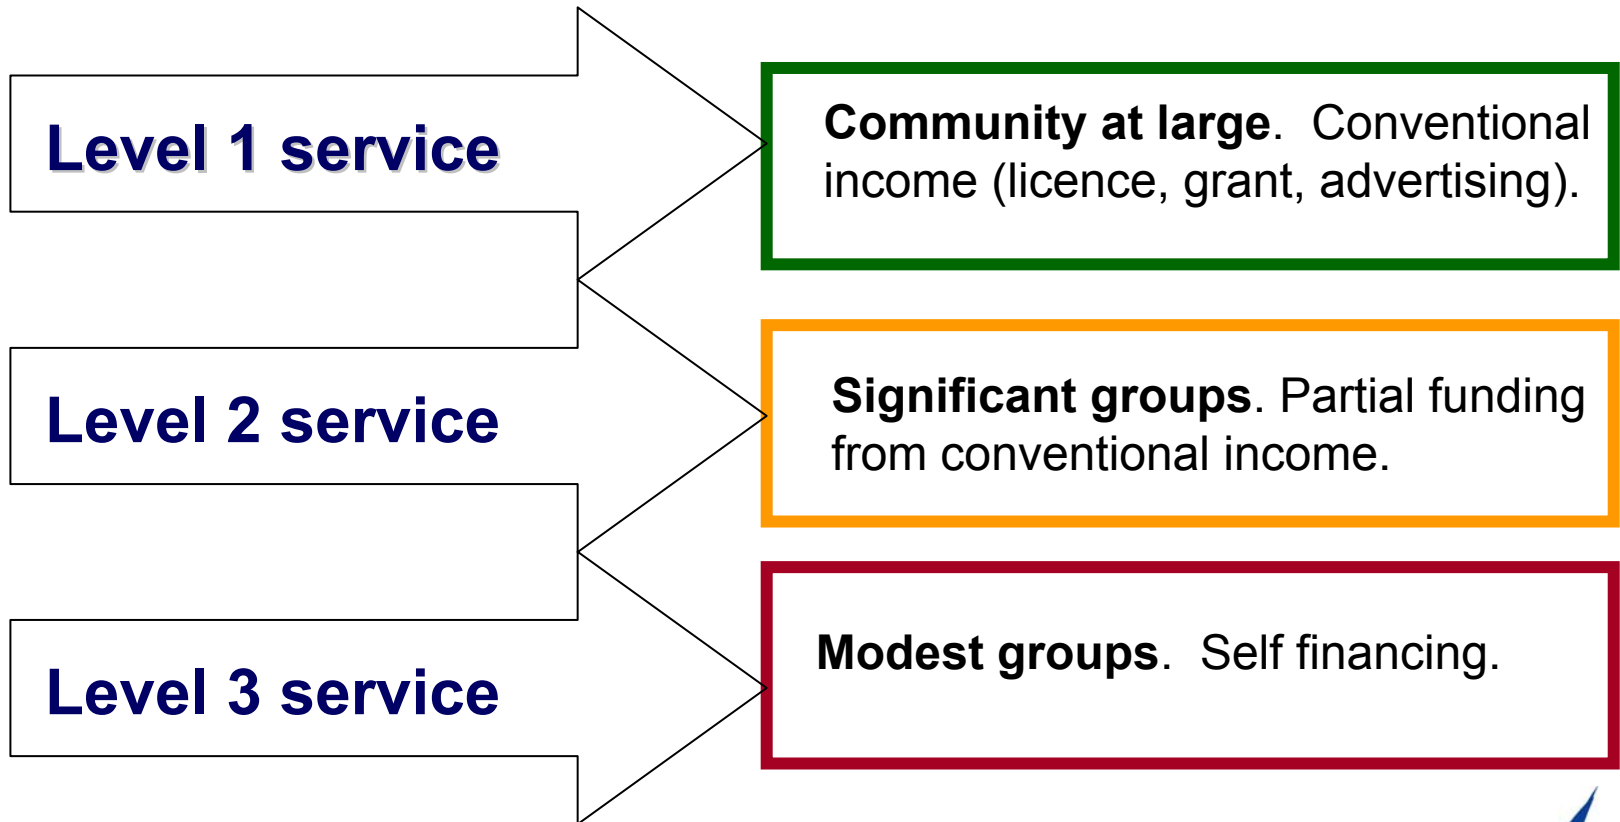 Level 1 service
Community at large.  Conventional
income (licence, grant, advertising).
Level 2 service
Significant groups. Partial funding
from conventional income.
Level 3 service
Modest groups.  Self financing.